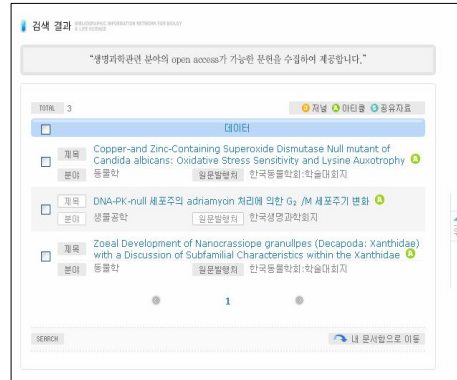 검색 결과 BIBLIOGRAPHIC INFORMATION NETWORK FOR BIOLOGY
& LIFE SCIENCE
"생명과학관련 분야의 open access가 가능한 문헌을 수집하여 제공합니다."
TOTAL 3 저널 A 아티클 S 공유자료
데이터
제목 Copper-and Zinc-Containing Superoxide Dismutase Null mutant of
Candida albicans: Oxidative Stress Sensitivity and Lysine Auxotrophy A
분야 동물학 원문발행처 한국동물학회:학술대회지
제목 DNA-PK-null 세포주의 adriamycin 처리에 의한 G₂ /M 세포주기 변화 A
분야 생물공학 원문발행처 한국생명과학회지
제목 Zoeal Development of Nanocrassiope granullpes (Decapoda: Xanthidae)
with a Discussion of Subfamilial Characteristics within the Xanthidae A
분야 동물학 원문발행처 한국동물학회:학술대회지
1
SEARCH 내 문서함으로 이동